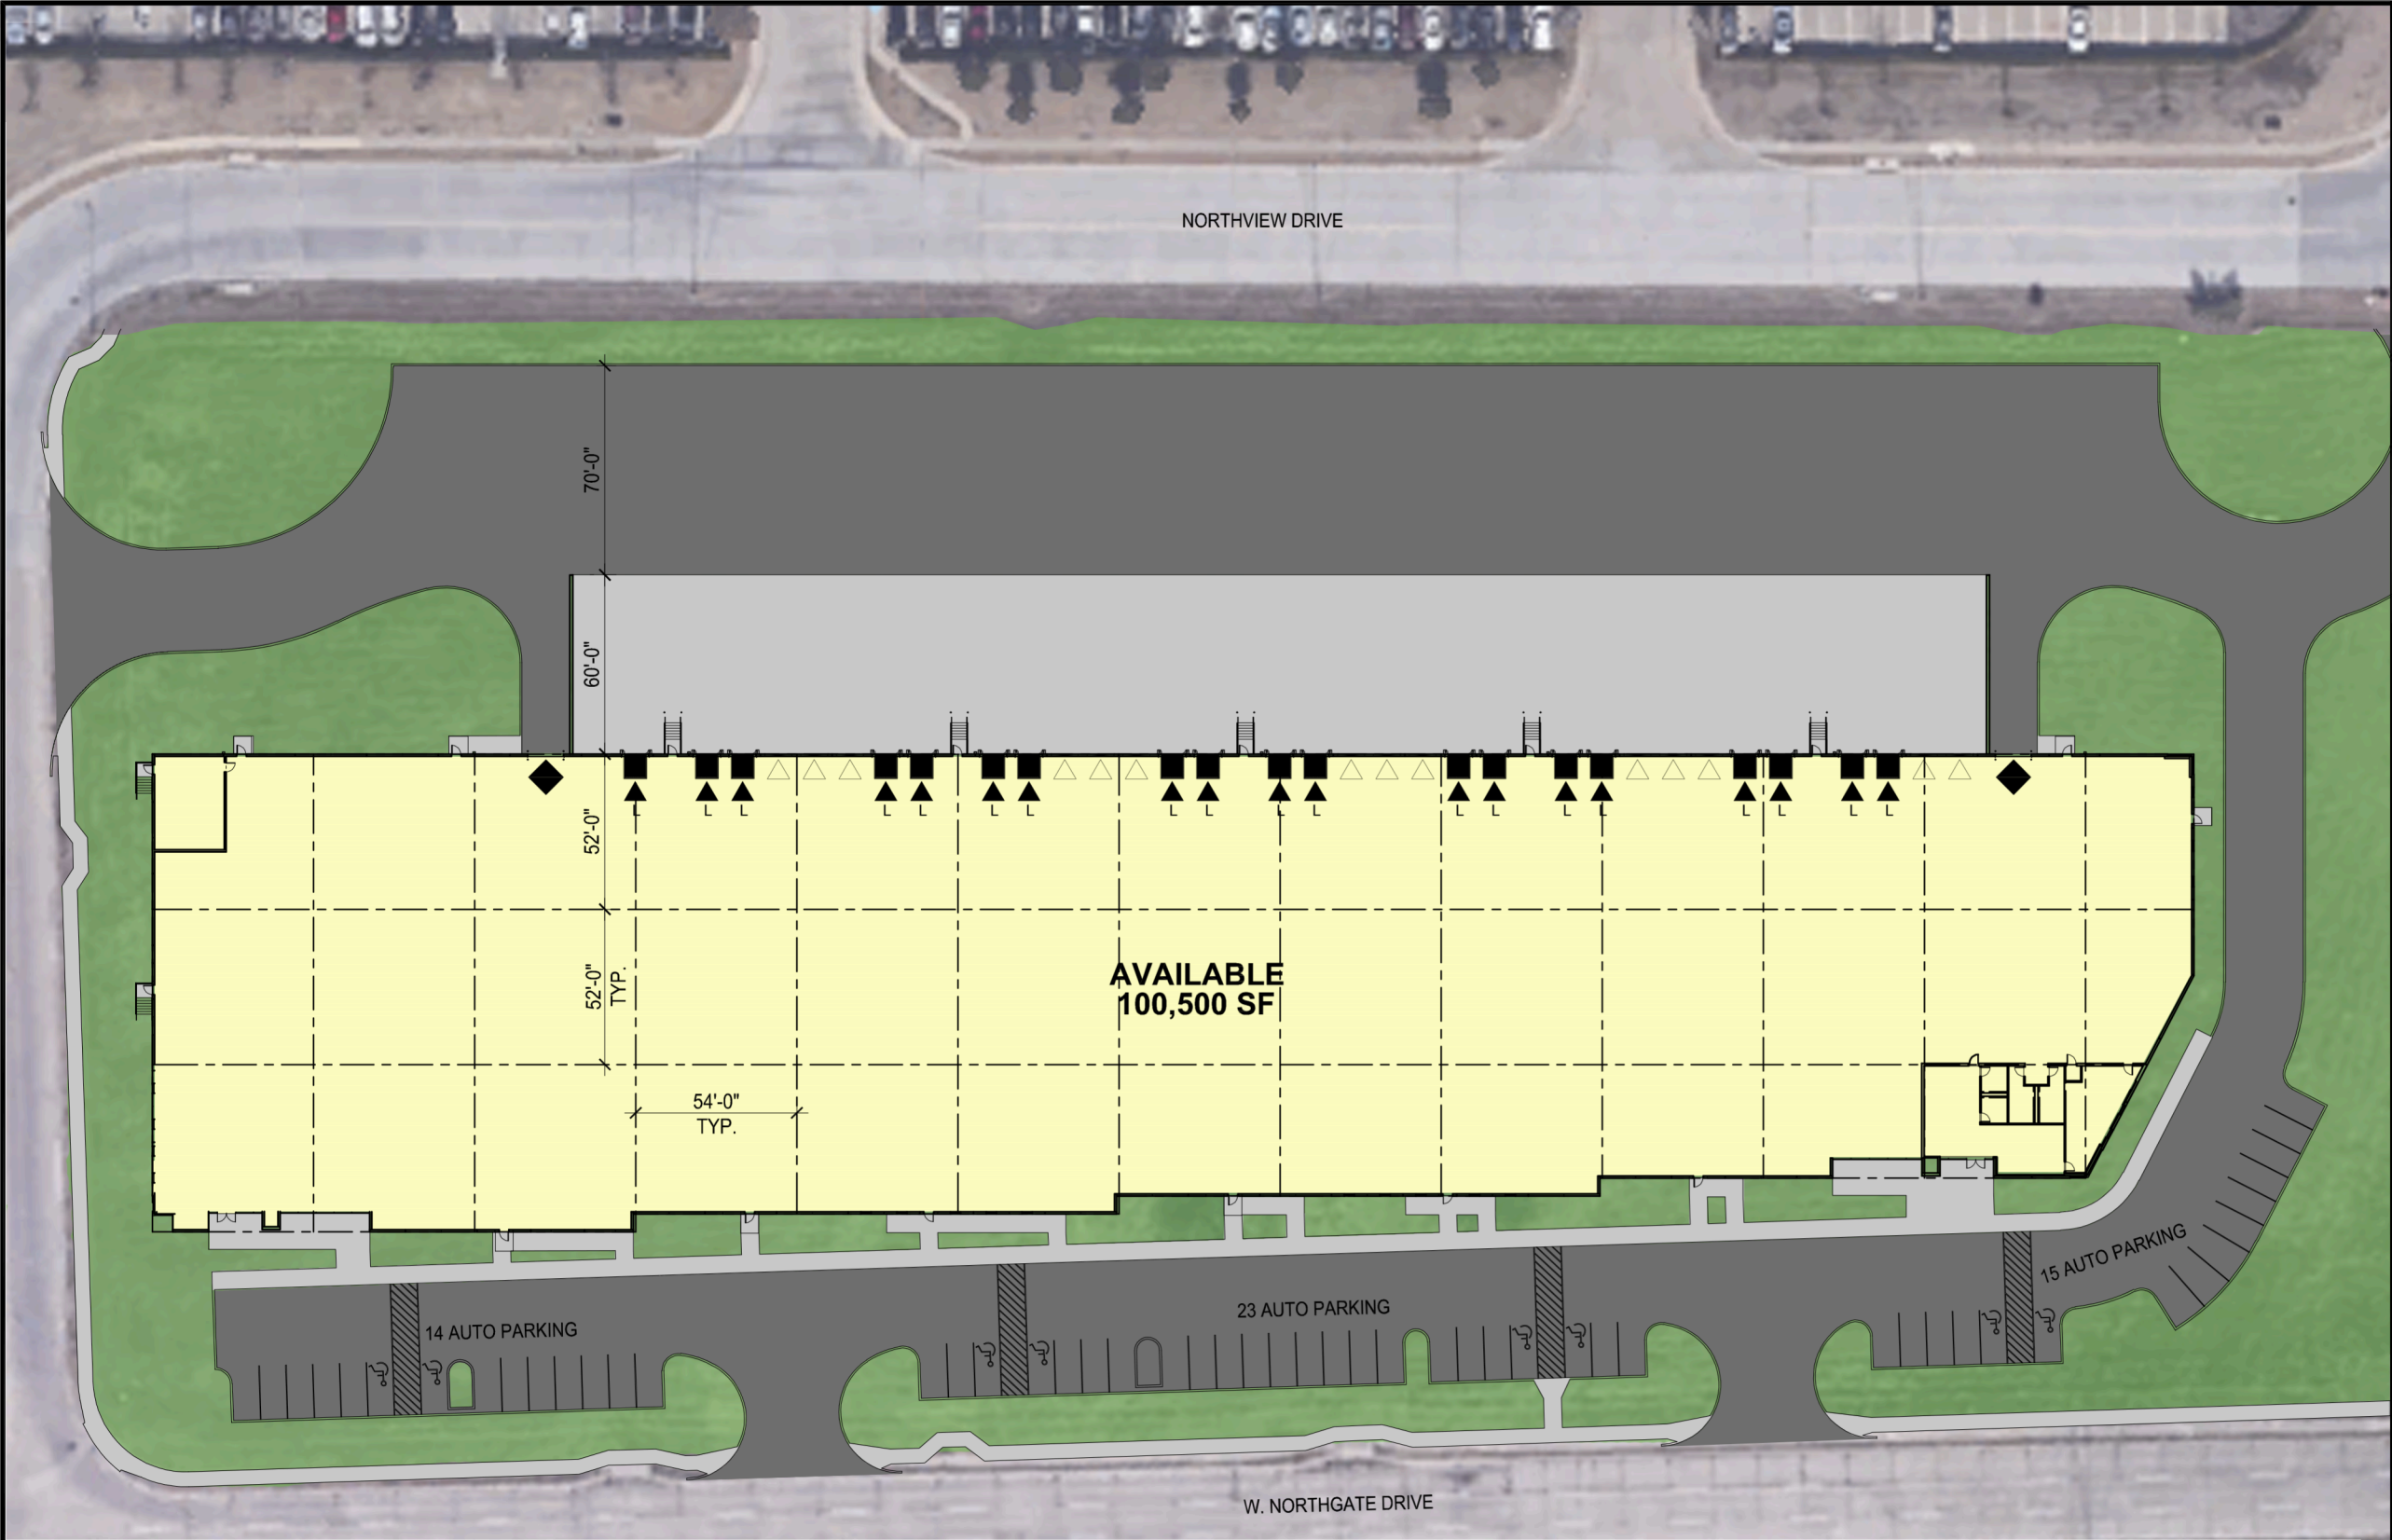 NORTHVIEW DRIVE
70'-0"
60'-0"
L L L L L L L L L L L L L L L L L L L
52'-0"
52'-0"
TYP.
AVAILABLE
100,500 SF
54'-0"
TYP.
15 AUTO PARKING
23 AUTO PARKING
14 AUTO PARKING
W. NORTHGATE DRIVE